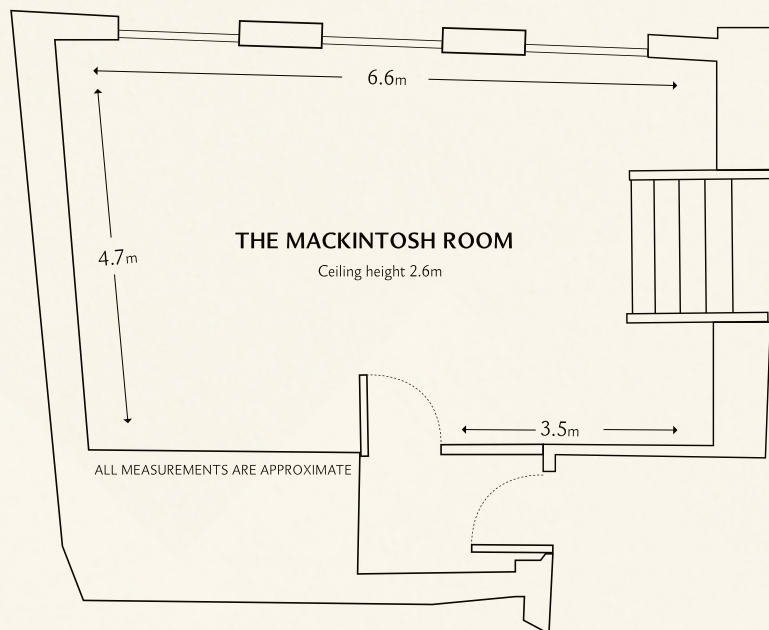 6.6m
4.7m
THE MACKINTOSH ROOM
Ceiling height 2.6m
3.5m
ALL MEASUREMENTS ARE APPROXIMATE